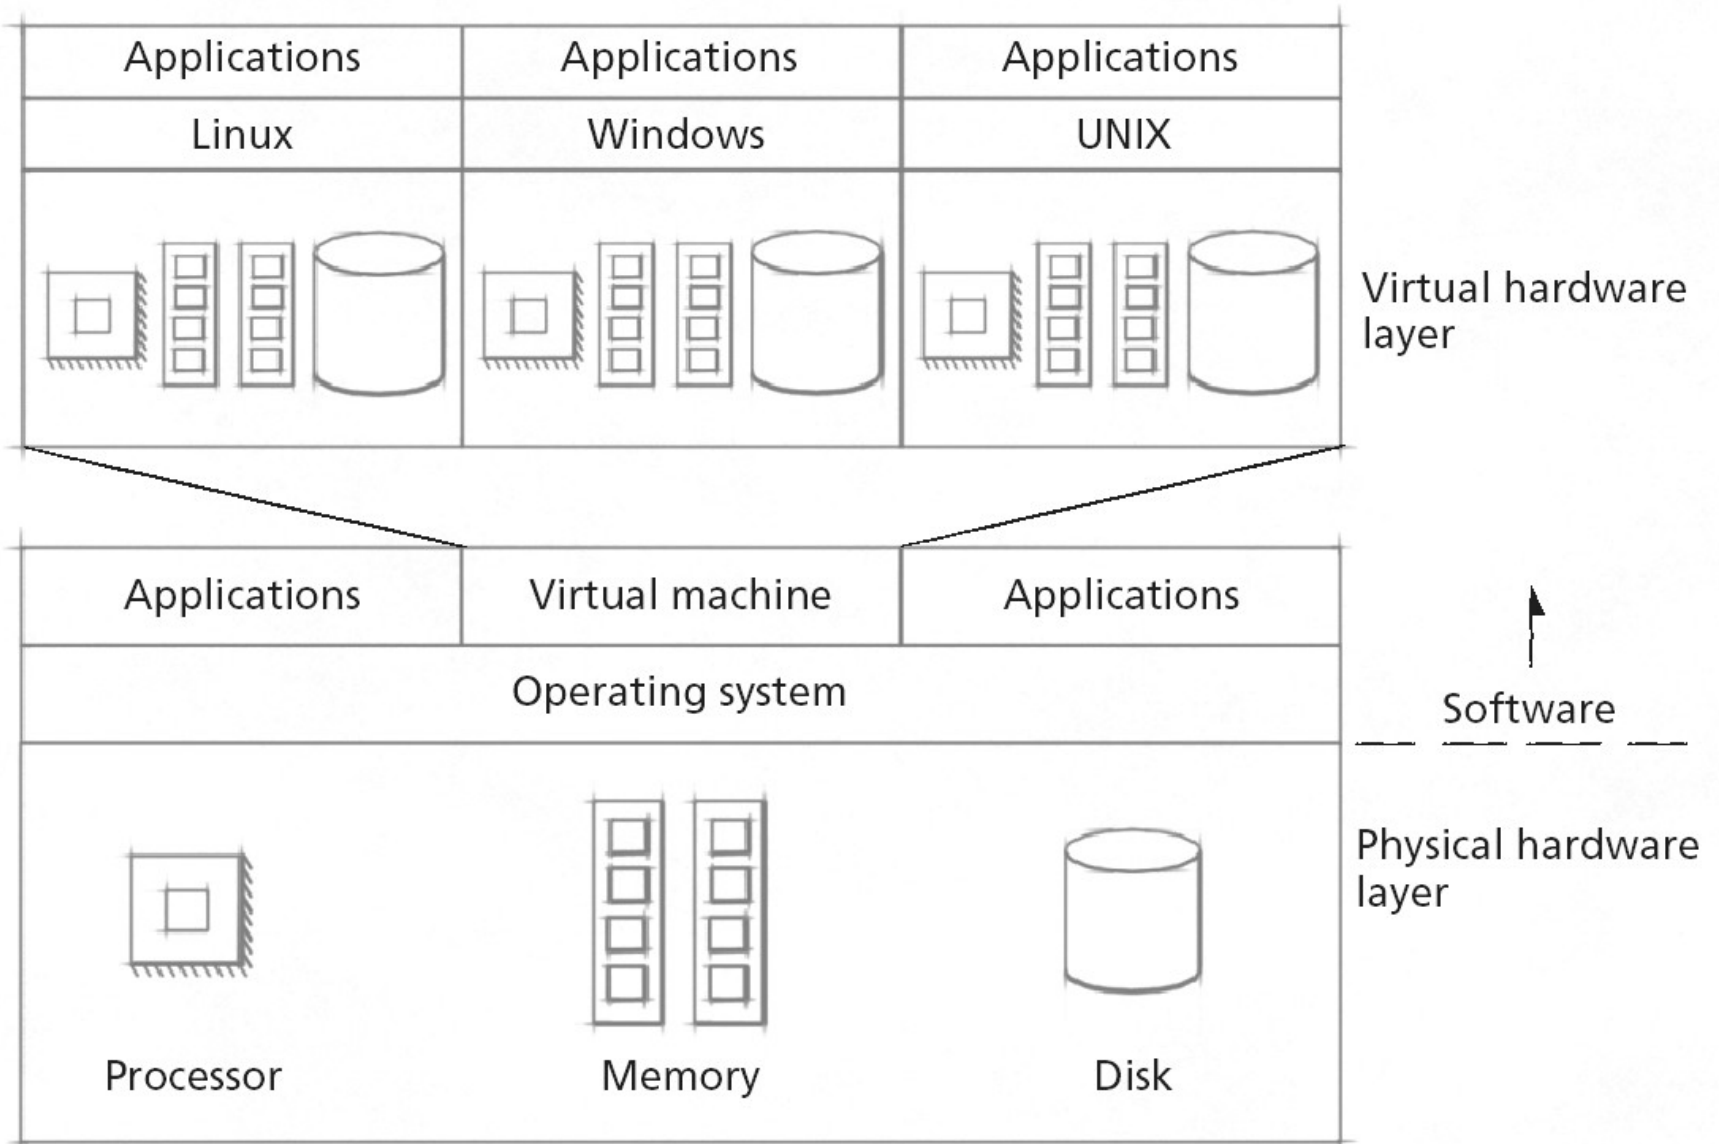 Applications
Applications
Applications
Linux
Windows
UNIX
Virtual hardware
layer
Applications
Virtual machine
Applications
Operating system
Software
Physical hardware
layer
Processor
Memory
Disk